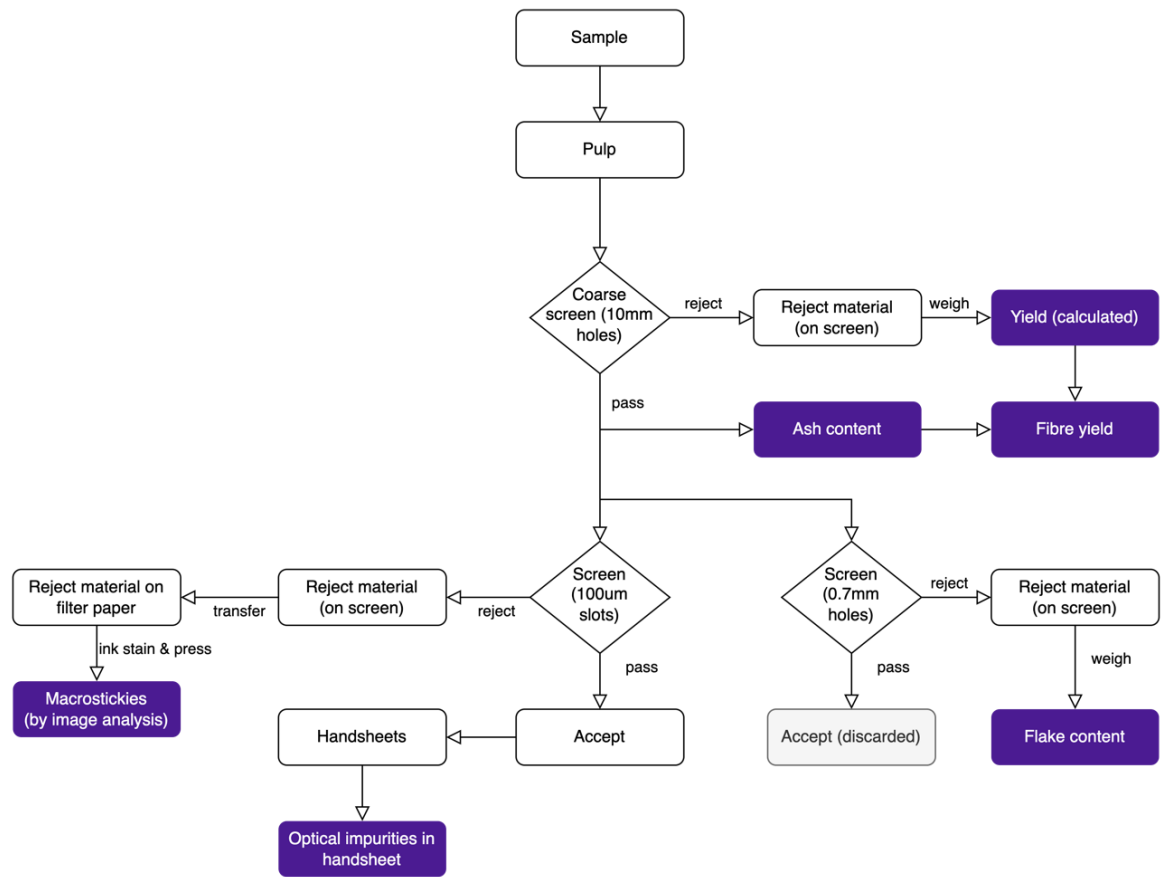 Sample
Pulp
Coarse
screen (10mm
holes)
reject
Reject material
(on screen)
weigh
Yield (calculated)
pass
Ash content
Fibre yield
Reject material on
filter paper
transfer
Reject material
(on screen)
reject
Screen
(100um
slots)
Screen
(0.7mm
holes)
reject
Reject material
(on screen)
ink stain & press
pass
pass
weigh
Macrostickies
(by image analysis)
Handsheets
Accept
Accept (discarded)
Flake content
Optical impurities in
handsheet